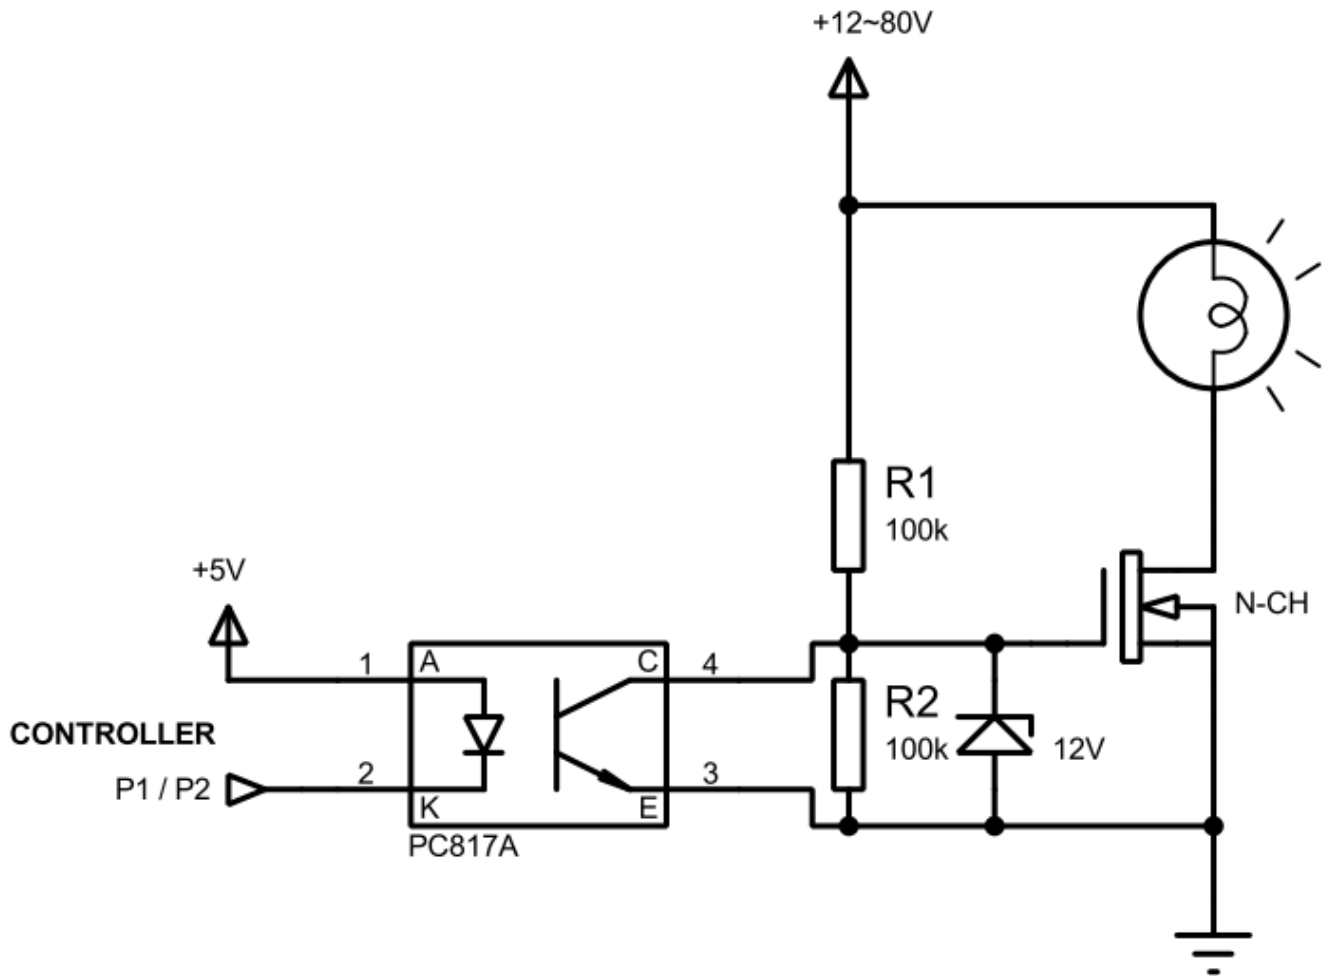 +12~80V
R1
100k
+5V
N-CH
1
A
C
4
R2
100k
12V
CONTROLLER
P1 / P2
2
K
E
3
PC817A